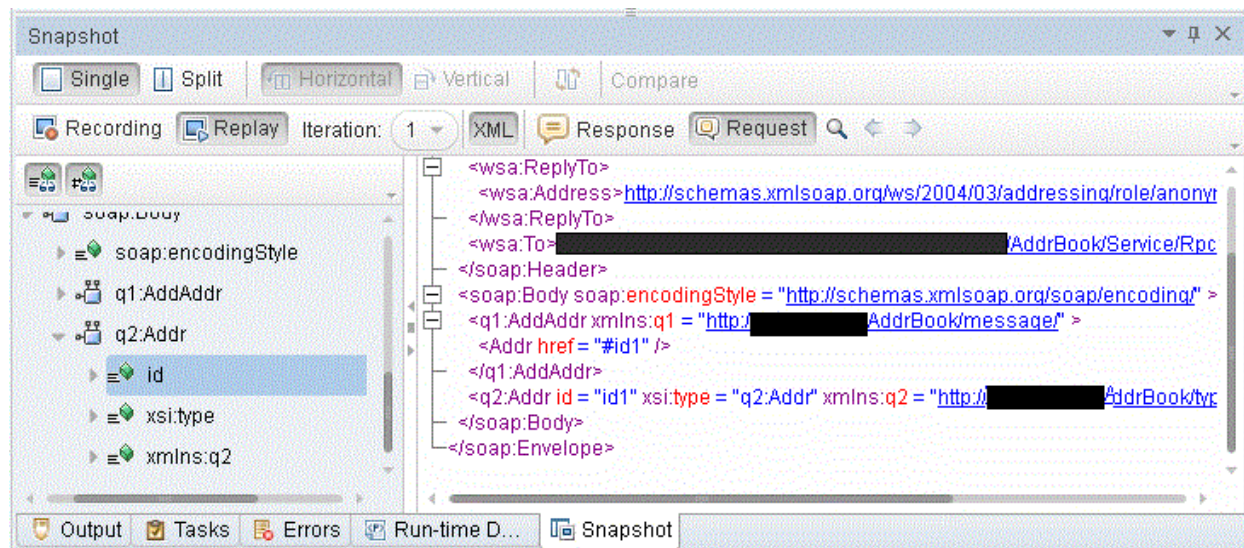 Snapshot
Single Split Horizontal Vertical Compare
Recording Replay Iteration: 1 XML Response Request
soap:Body
soap:encodingStyle
q1:AddAddr
q2:Addr
id
xsi:type
xmlns:q2
<wsa:ReplyTo>
<wsa:Address>http://schemas.xmlsoap.org/ws/2004/03/addressing/role/anonyr
</wsa:ReplyTo>
<wsa:To> /AddrBook/Service/Rpc
</soap:Header>
<soap:Body soap:encodingStyle = "http://schemas.xmlsoap.org/soap/encoding/" >
<q1:AddAddr xmlns:q1 = "http:/ AddrBook/message/" >
<Addr href = "#id1" />
</q1:AddAddr>
<q2:Addr id = "id1" xsi:type = "q2:Addr" xmlns:q2 = "http:// AddrBook/typ
</soap:Body>
</soap:Envelope>
Output Tasks Errors Run-time D... Snapshot